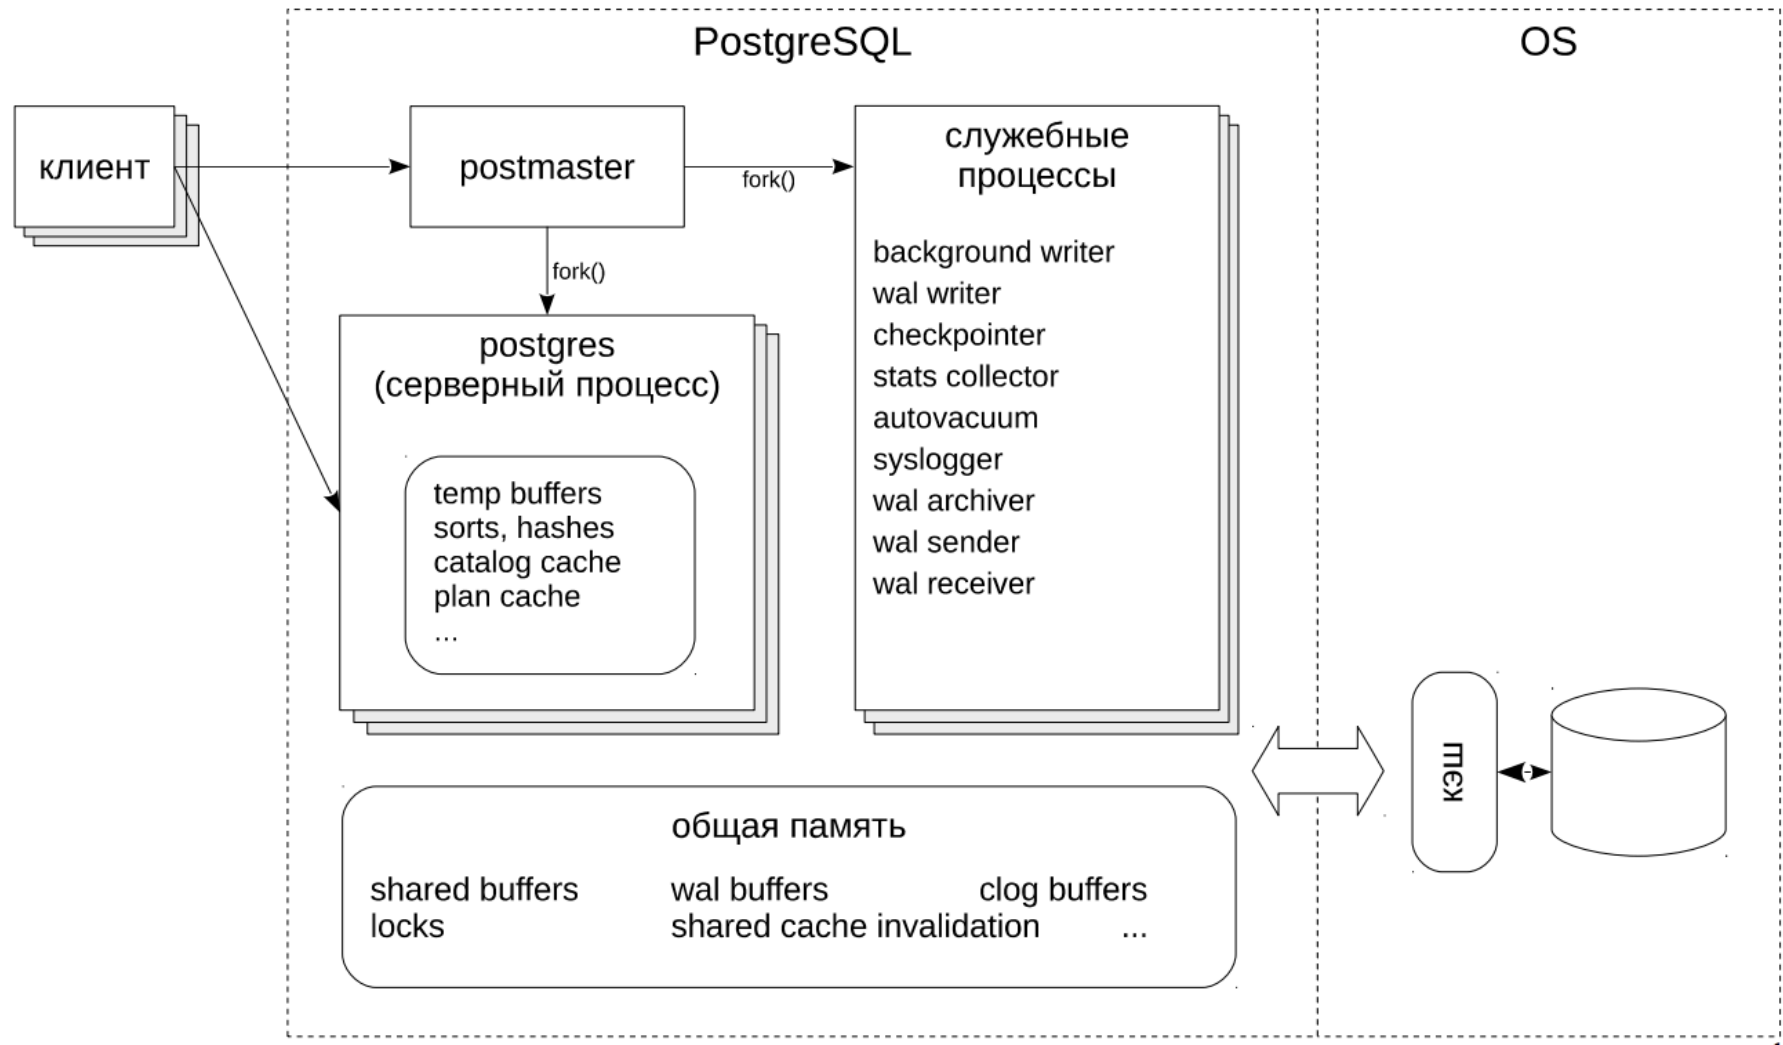 PostgreSQL
OS
клиент
postmaster
fork()
fork()
служебные
процессы
background writer
wal writer
checkpointer
stats collector
autovacuum
syslogger
wal archiver
wal sender
wal receiver
postgres
(серверный процесс)
temp buffers
sorts, hashes
catalog cache
plan cache
...
кэш
общая память
shared buffers wal buffers clog buffers
locks shared cache invalidation ...